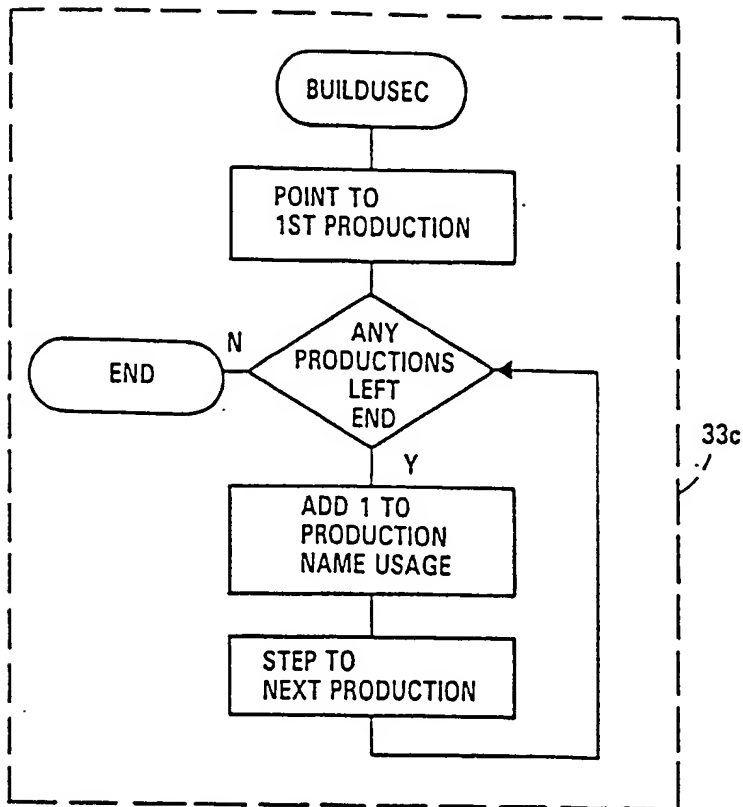 BUILDUSEC
POINT TO
1ST PRODUCTION
N
END
ANY
PRODUCTIONS
LEFT
END
Y
33c
ADD 1 TO
PRODUCTION
NAME USAGE
STEP TO
NEXT PRODUCTION